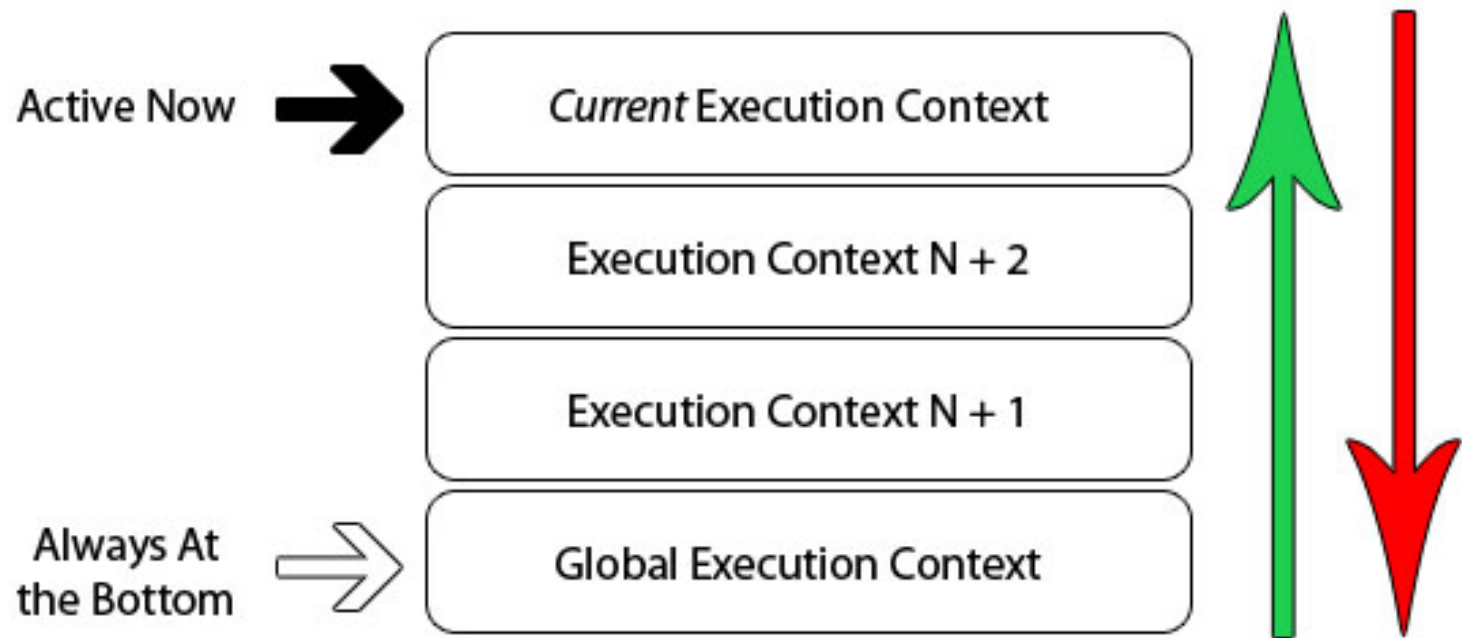 Active Now
Current Execution Context
Execution Context N + 2
Execution Context N + 1
Always At
the Bottom
Global Execution Context